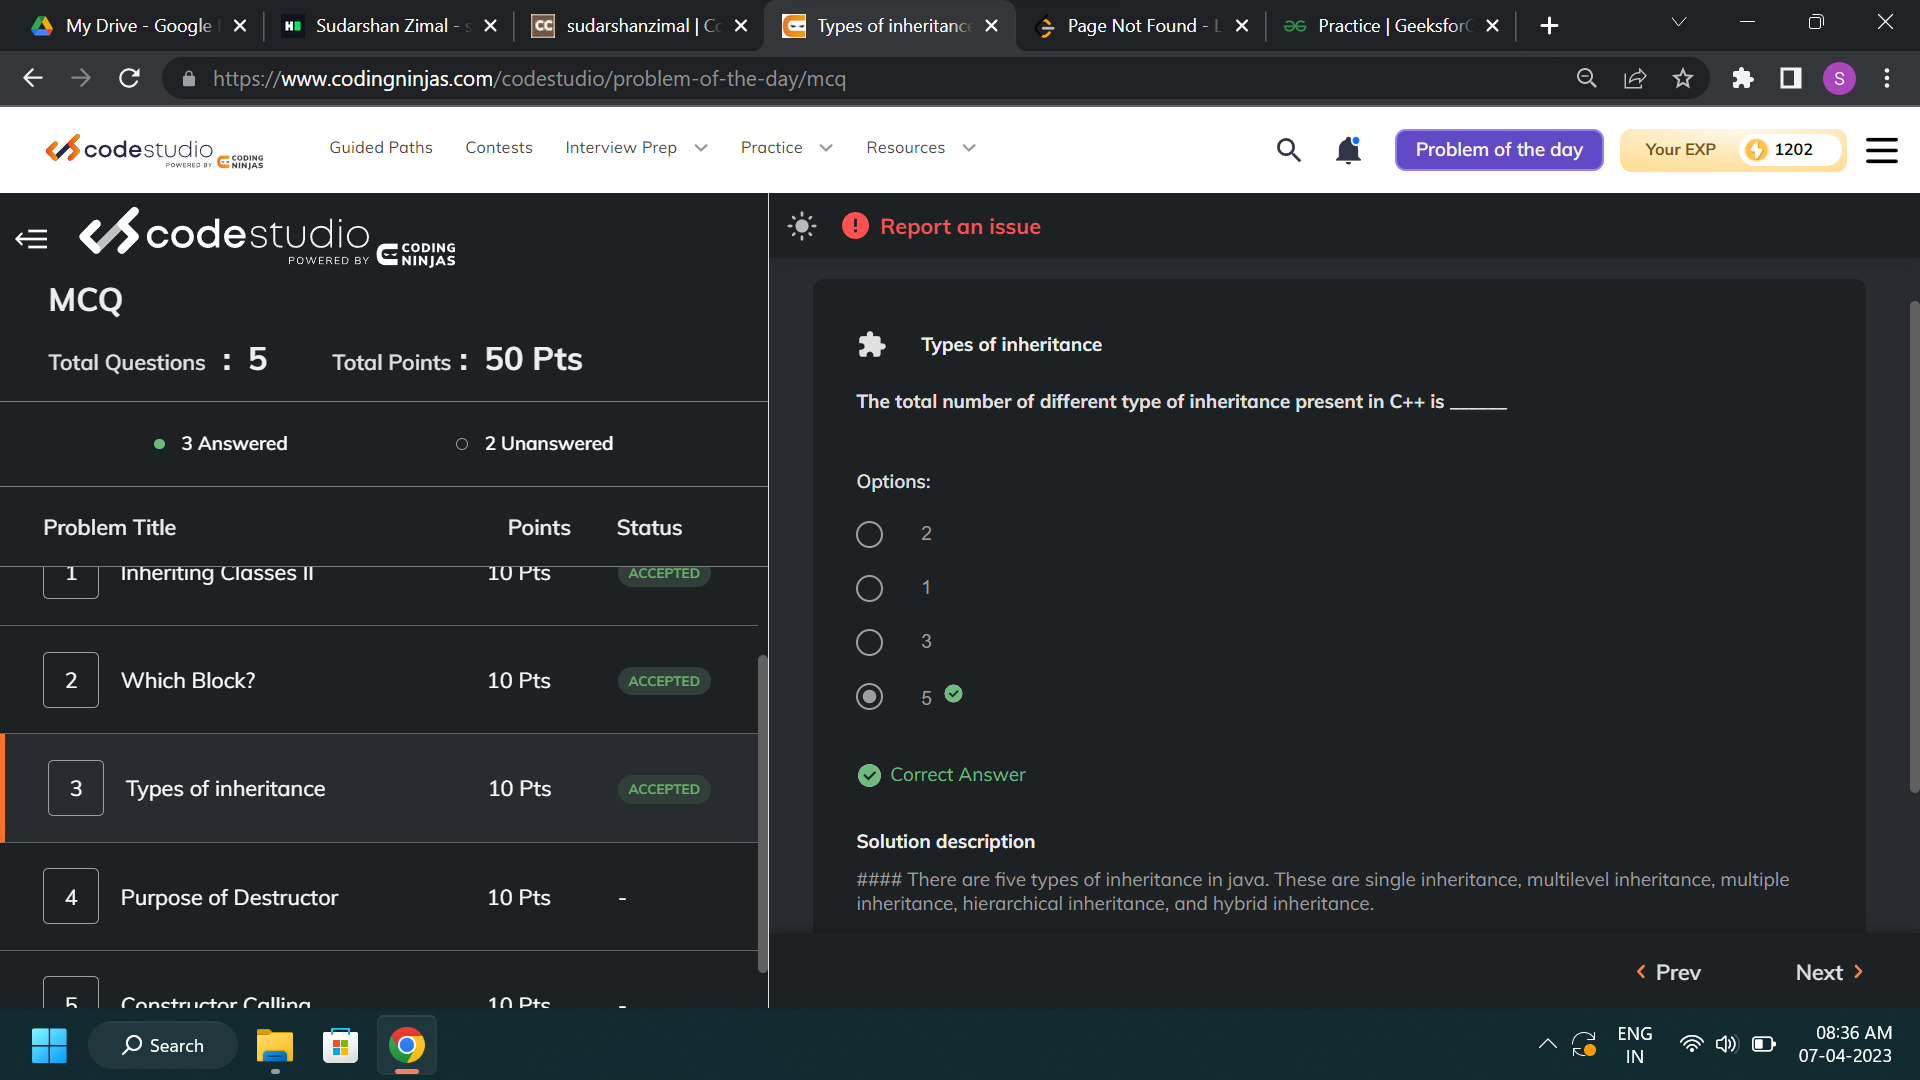 My Drive - Google
Sudarshan Zimal - s
sudarshanzimal | Co
Types of inheritance
Page Not Found - L
Practice | GeeksforG
https://www.codingninjas.com/codestudio/problem-of-the-day/mcq
S
codestudio
POWERED BY CODING NINJAS
Guided Paths
Contests
Interview Prep
Practice
Resources
Problem of the day
Your EXP 1202
codestudio
POWERED BY CODING NINJAS
MCQ
Total Questions : 5 Total Points : 50 Pts
3 Answered 2 Unanswered
Problem Title Points Status
1 Inheriting Classes II 10 Pts ACCEPTED
2 Which Block? 10 Pts ACCEPTED
3 Types of inheritance 10 Pts ACCEPTED
4 Purpose of Destructor 10 Pts -
5 Constructor Calling 10 Pts -
Report an issue
Types of inheritance
The total number of different type of inheritance present in C++ is ______
Options:
2
1
3
5
Correct Answer
Solution description
#### There are five types of inheritance in java. These are single inheritance, multilevel inheritance, multiple
inheritance, hierarchical inheritance, and hybrid inheritance.
Prev Next
Search
ENG
IN
08:36 AM
07-04-2023